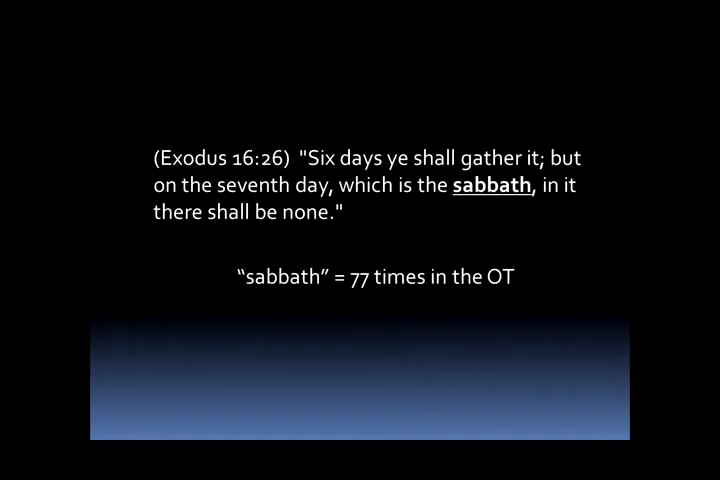 (Exodus 16:26)  "Six days ye shall gather it; but
on the seventh day, which is the sabbath, in it
there shall be none."
“sabbath” = 77 times in the OT